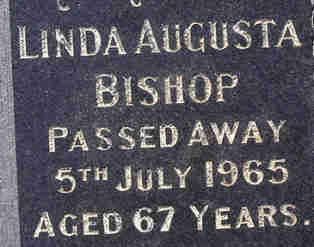 LINDA AUGUSTA
BISHOP
PASSED AWAY
5TH JULY 1965
AGED 67 YEARS.